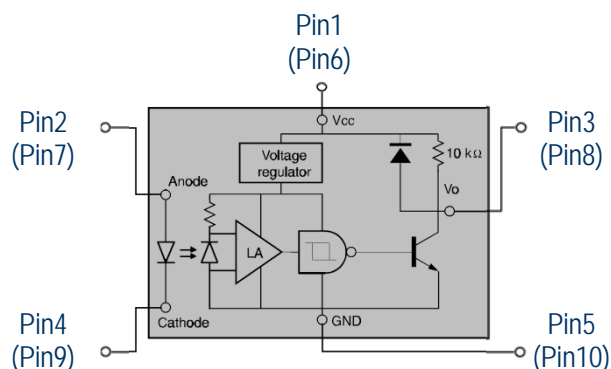 Pin1
(Pin6)
Pin2
(Pin7)
Pin3
(Pin8)
Vcc
Voltage
regulator
10 kΩ
Anode
Vo
LA
Cathode
GND
Pin4
(Pin9)
Pin5
(Pin10)